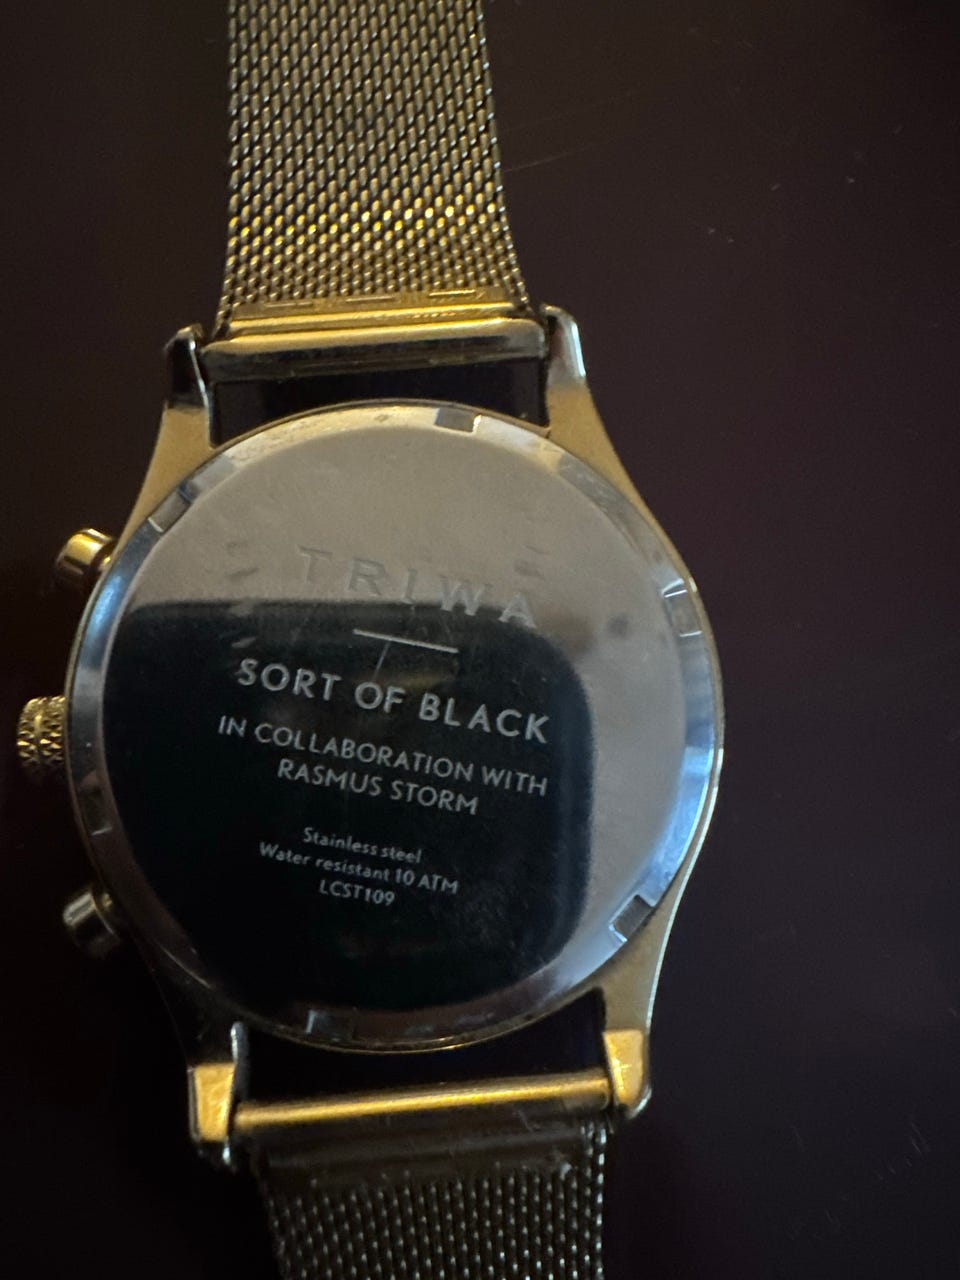 TRIWA
SORT OF BLACK
IN COLLABORATION WITH
RASMUS STORM
Stainless steel
Water resistant 10 ATM
LCST109